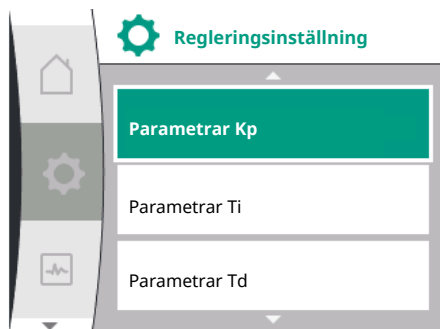 Regleringsinställning
Parametrar Kp
Parametrar Ti
Parametrar Td